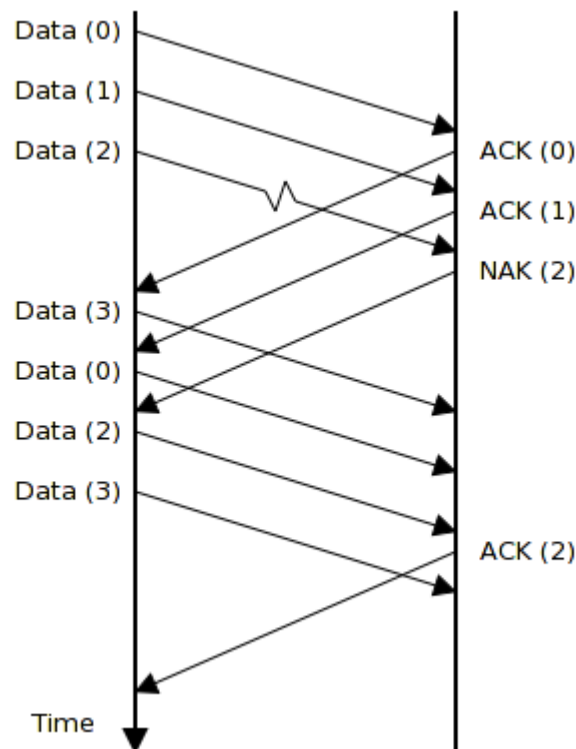 Data (0)
Data (1)
Data (2)
ACK (0)
ACK (1)
NAK (2)
Data (3)
Data (0)
Data (2)
Data (3)
ACK (2)
Time